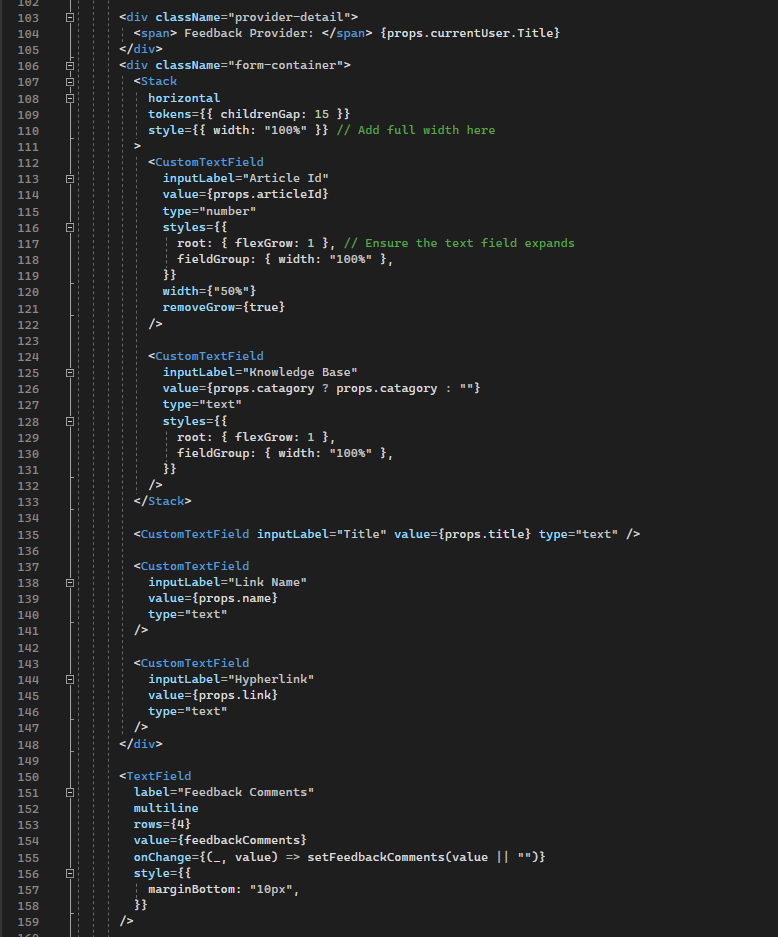 102
103 <div className="provider-detail">
104 <span> Feedback Provider: </span> {props.currentUser.Title}
105 </div>
106 <div className="form-container">
107 <Stack
108 horizontal
109 tokens={{ childrenGap: 15 }}
110 style={{ width: "100%" }} // Add full width here
111 >
112 <CustomTextField
113 inputLabel="Article Id"
114 value={props.articleId}
115 type="number"
116 styles={{
117 root: { flexGrow: 1 }, // Ensure the text field expands
118 fieldGroup: { width: "100%" },
119 }}
120 width={"50%"}
121 removeGrow={true}
122 />
123
124 <CustomTextField
125 inputLabel="Knowledge Base"
126 value={props.catagory ? props.catagory : ""}
127 type="text"
128 styles={{
129 root: { flexGrow: 1 },
130 fieldGroup: { width: "100%" },
131 }}
132 />
133 </Stack>
134
135 <CustomTextField inputLabel="Title" value={props.title} type="text" />
136
137 <CustomTextField
138 inputLabel="Link Name"
139 value={props.name}
140 type="text"
141 />
142
143 <CustomTextField
144 inputLabel="Hypherlink"
145 value={props.link}
146 type="text"
147 />
148 </div>
149
150 <TextField
151 label="Feedback Comments"
152 multiline
153 rows={4}
154 value={feedbackComments}
155 onChange={(_, value) => setFeedbackComments(value || "")}
156 style={{
157 marginBottom: "10px",
158 }}
159 />
160